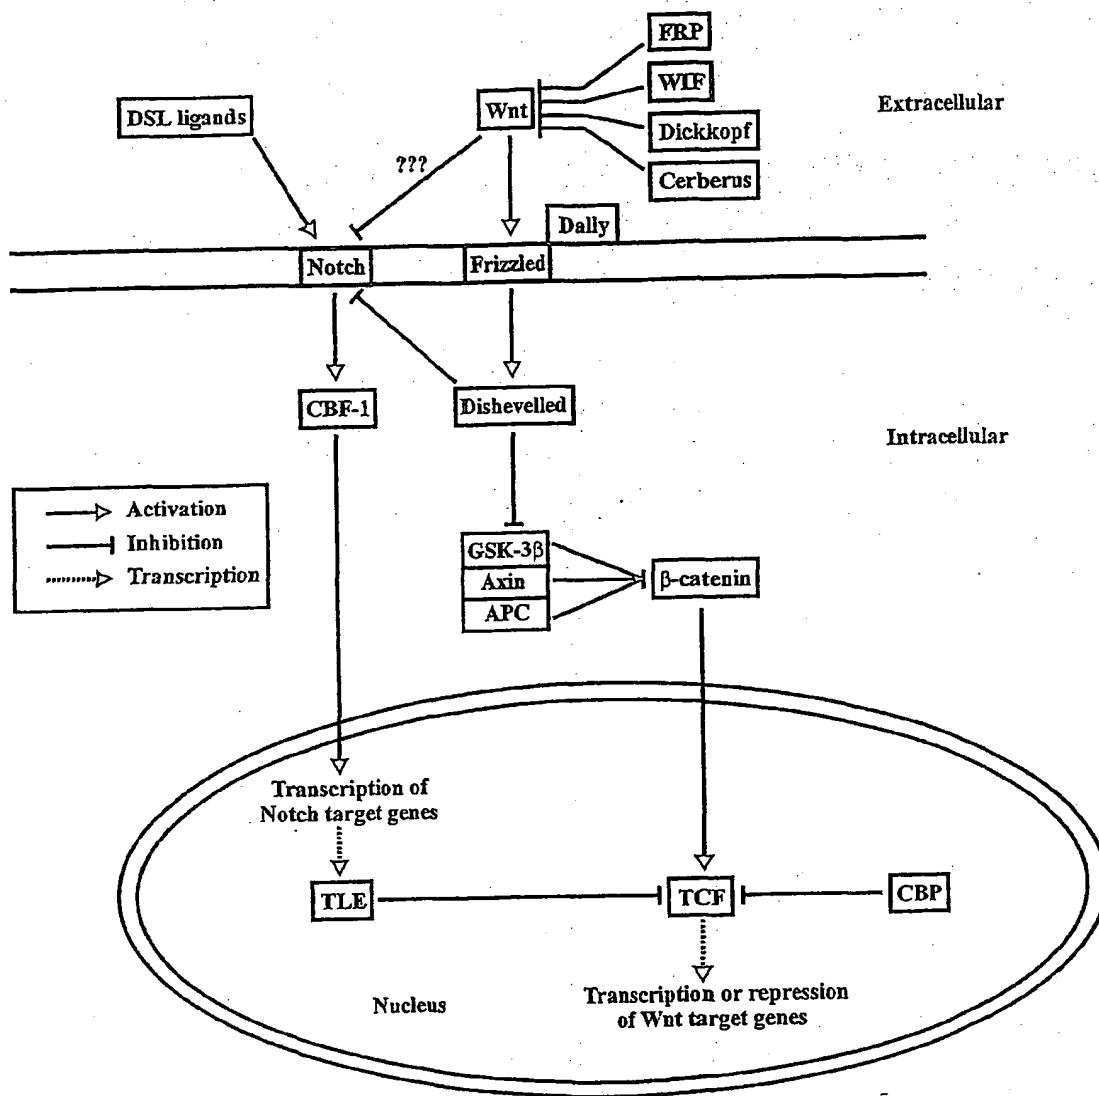 FRP
WIF
Wnt
Extracellular
DSL ligands
Dickkopf
???
Cerberus
Dally
Notch
Frizzled
CBF-1
Dishevelled
Intracellular
Activation
Inhibition
Transcription
GSK-3β
Axin
β-catenin
APC
Transcription of
Notch target genes
TLE
TCF
CBP
Nucleus
Transcription or repression
of Wnt target genes